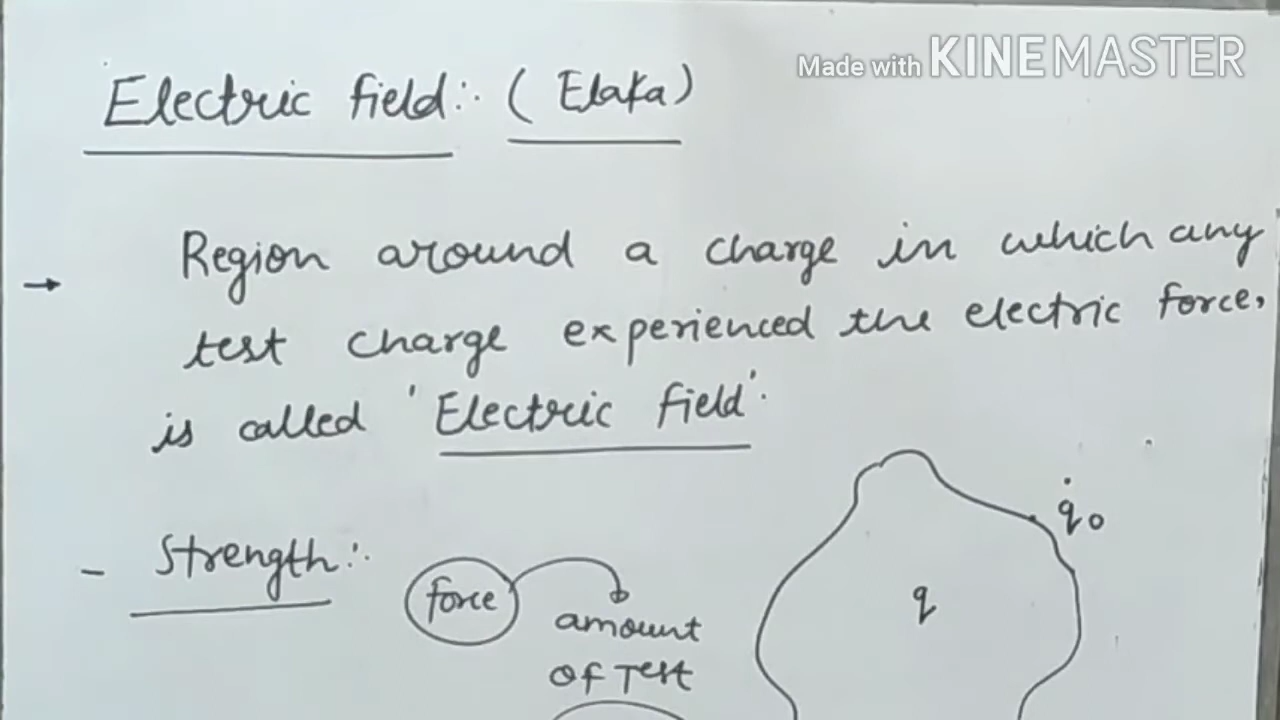 Made with KINEMASTER
Electric field:. (Elaka)
→ Region around a charge in which any
test charge experienced the electric force,
is called 'Electric field'.
- Strength:.
force
amount
of Test
q0
q